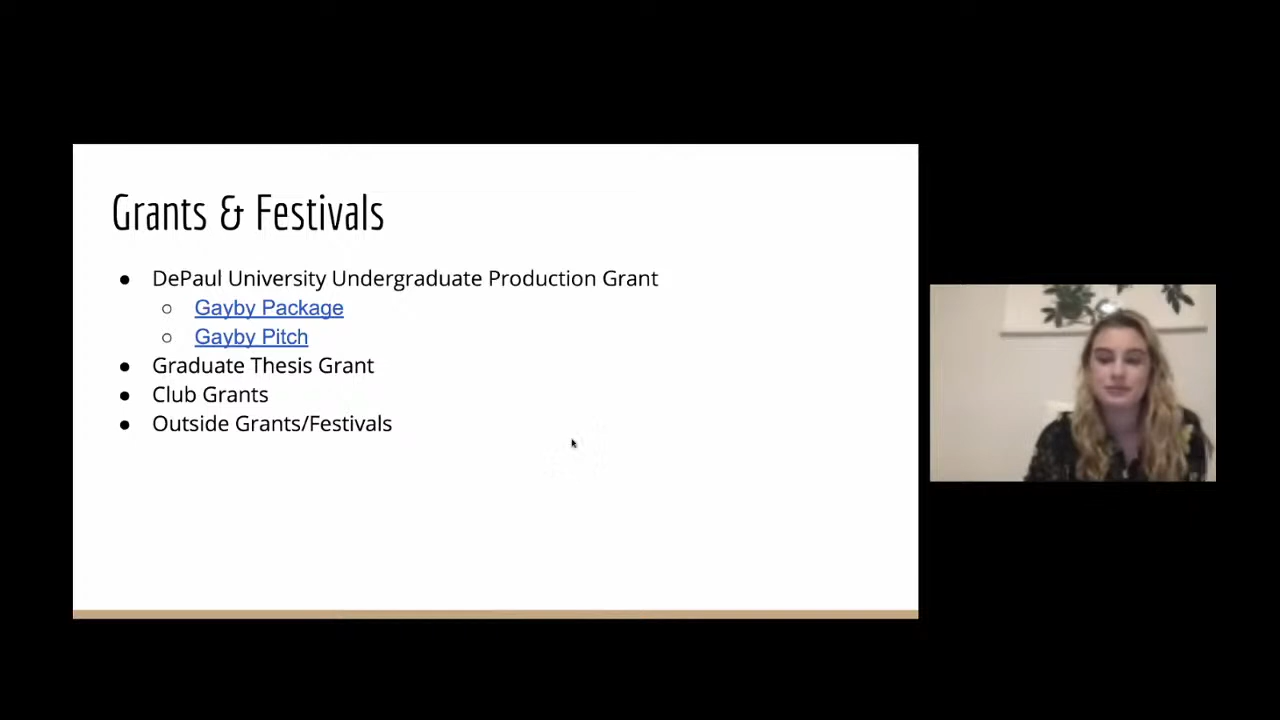 Grants & Festivals
● DePaul University Undergraduate Production Grant
○ Gayby Package
○ Gayby Pitch
● Graduate Thesis Grant
● Club Grants
● Outside Grants/Festivals